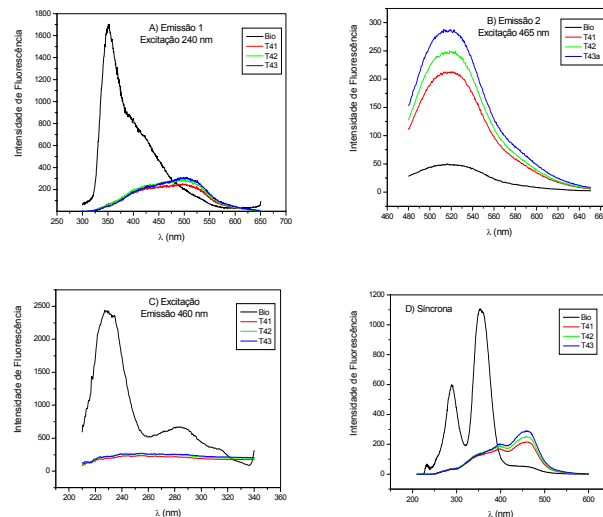 A) Emissão 1
Excitação 240 nm
Bio
T41
T42
T43
Intensidade de Fluorescência
1800
1600
1400
1200
1000
800
600
400
200
250 300 350 400 450 500 550 600 650 700
λ (nm)
B) Emissão 2
Excitação 465 nm
Bio
T41
T42
T43a
Intensidade de Fluorescência
300
250
200
150
100
50
0
460 480 500 520 540 560 580 600 620 640 66
λ (nm)
C) Excitação
Emissão 460 nm
Bio
T41
T42
T43
Intensidade de Fluorescência
2500
2000
1500
1000
500
0
200 220 240 260 280 300 320 340 360
λ (nm)
D) Síncrona
Bio
T41
T42
T43
Intensidade de Fluorescência
1200
1000
800
600
400
200
0
200 300 400 500 600
λ (nm)